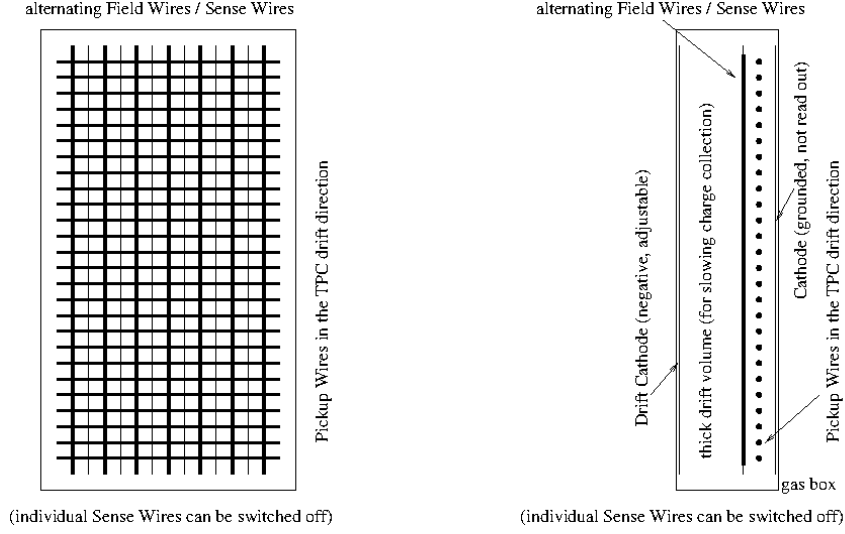 alternating Field Wires / Sense Wires
Pickup Wires in the TPC drift direction
(individual Sense Wires can be switched off)
alternating Field Wires / Sense Wires
Drift Cathode (negative, adjustable)
thick drift volume (for slowing charge collection)
Cathode (grounded, not read out)
Pickup Wires in the TPC drift direction
gas box
(individual Sense Wires can be switched off)